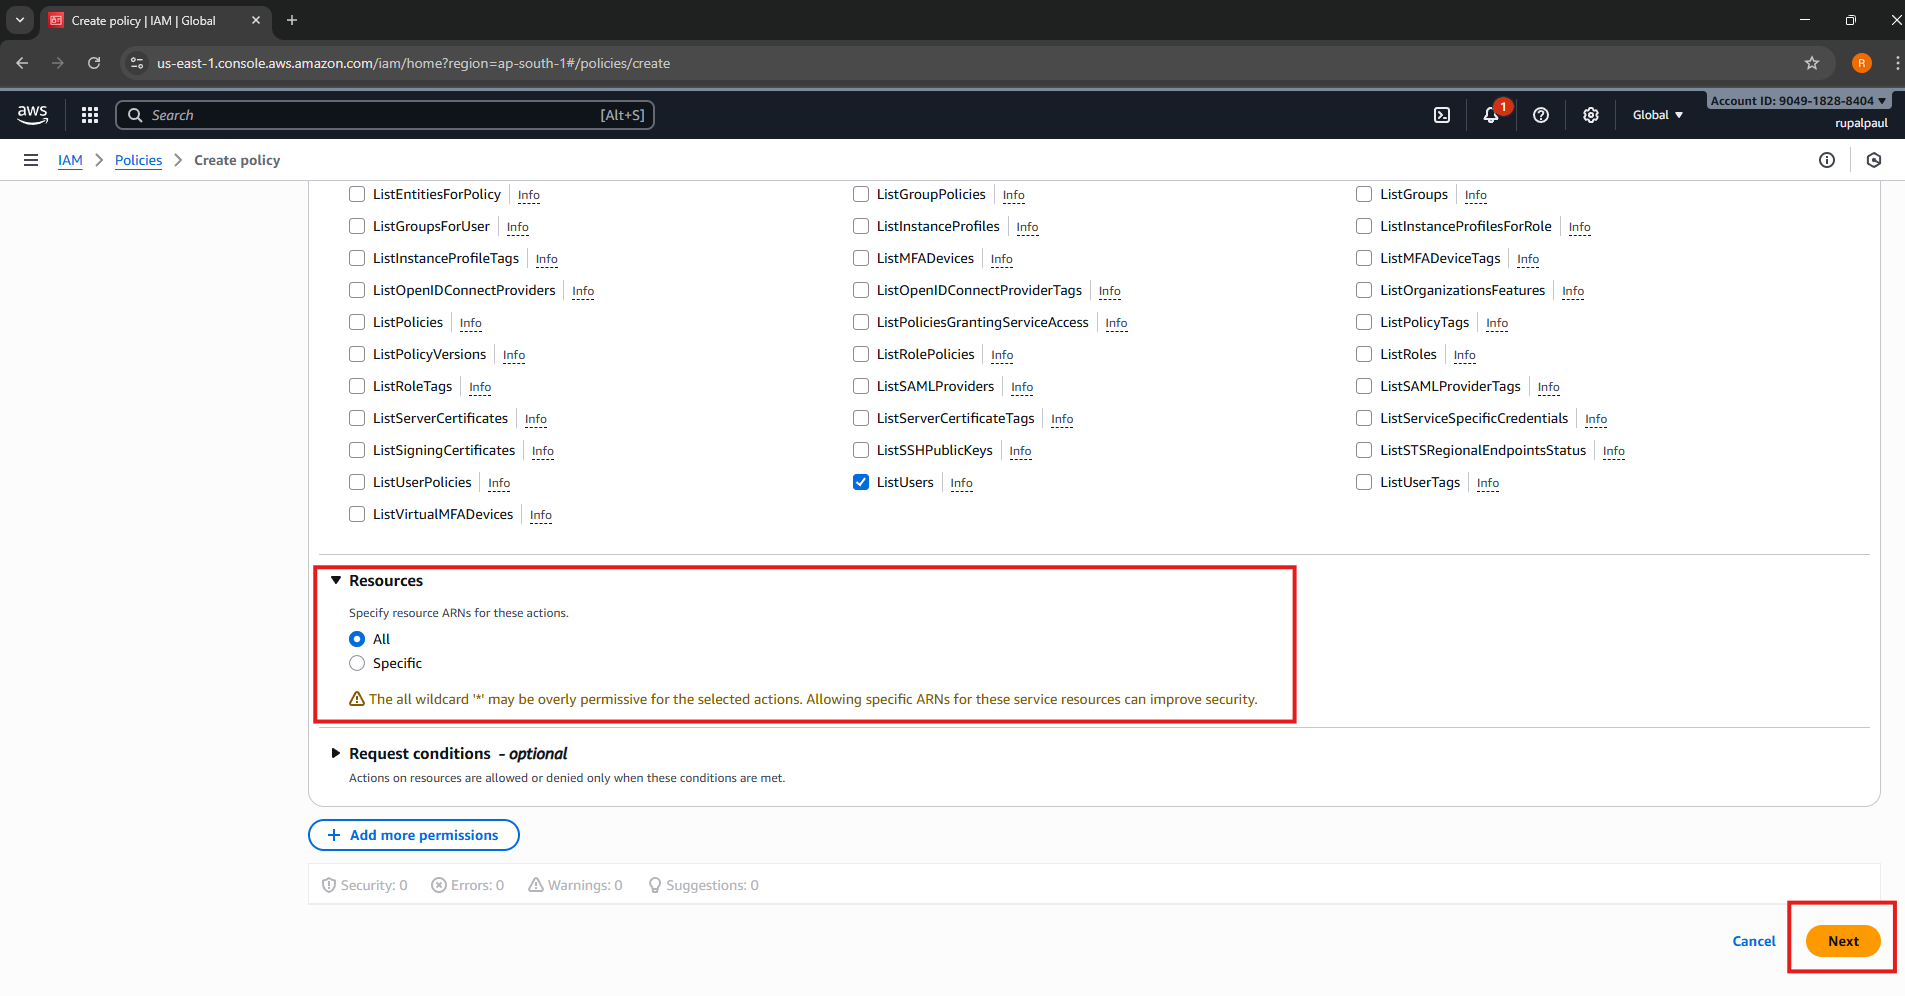 Create policy | IAM | Global
us-east-1.console.aws.amazon.com/iam/home?region=ap-south-1#/policies/create
R
aws
Search
[Alt+S]
1
Global
Account ID: 9049-1828-8404
rupalpaul
IAM
Policies
Create policy
ListEntitiesForPolicy Info ListGroupPolicies Info ListGroups Info
ListGroupsForUser Info ListInstanceProfiles Info ListInstanceProfilesForRole Info
ListInstanceProfileTags Info ListMFADevices Info ListMFADeviceTags Info
ListOpenIDConnectProviders Info ListOpenIDConnectProviderTags Info ListOrganizationsFeatures Info
ListPolicies Info ListPoliciesGrantingServiceAccess Info ListPolicyTags Info
ListPolicyVersions Info ListRolePolicies Info ListRoles Info
ListRoleTags Info ListSAMLProviders Info ListSAMLProviderTags Info
ListServerCertificates Info ListServerCertificateTags Info ListServiceSpecificCredentials Info
ListSigningCertificates Info ListSSHPublicKeys Info ListSTSRegionalEndpointsStatus Info
ListUserPolicies Info ListUsers Info ListUserTags Info
ListVirtualMFADevices Info
Resources
Specify resource ARNs for these actions.
All
Specific
The all wildcard '*' may be overly permissive for the selected actions. Allowing specific ARNs for these service resources can improve security.
Request conditions - optional
Actions on resources are allowed or denied only when these conditions are met.
+ Add more permissions
Security: 0 Errors: 0 Warnings: 0 Suggestions: 0
Cancel
Next